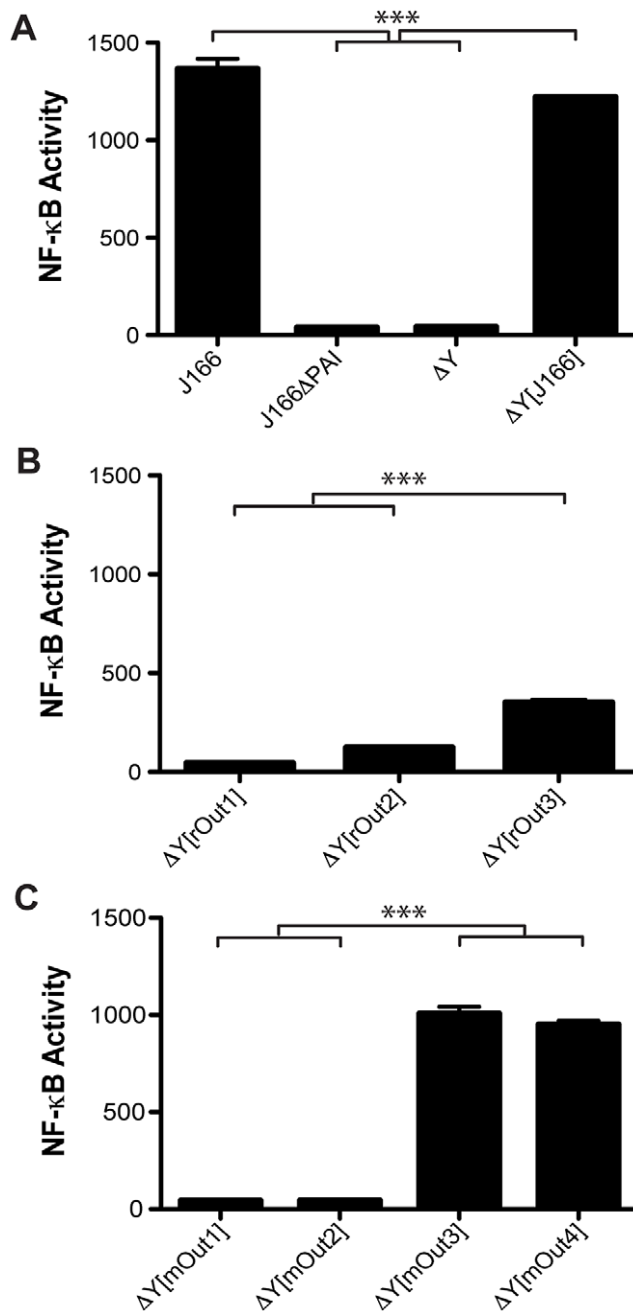 A
***
1500
1000
500
0
NF-κB Activity
J166
J166ΔPAI
ΔY
ΔY[J166]
B
***
1500
1000
500
0
NF-κB Activity
ΔY[rOut1]
ΔY[rOut2]
ΔY[rOut3]
C
***
1500
1000
500
0
NF-κB Activity
ΔY[mOut1]
ΔY[mOut2]
ΔY[mOut3]
ΔY[mOut4]